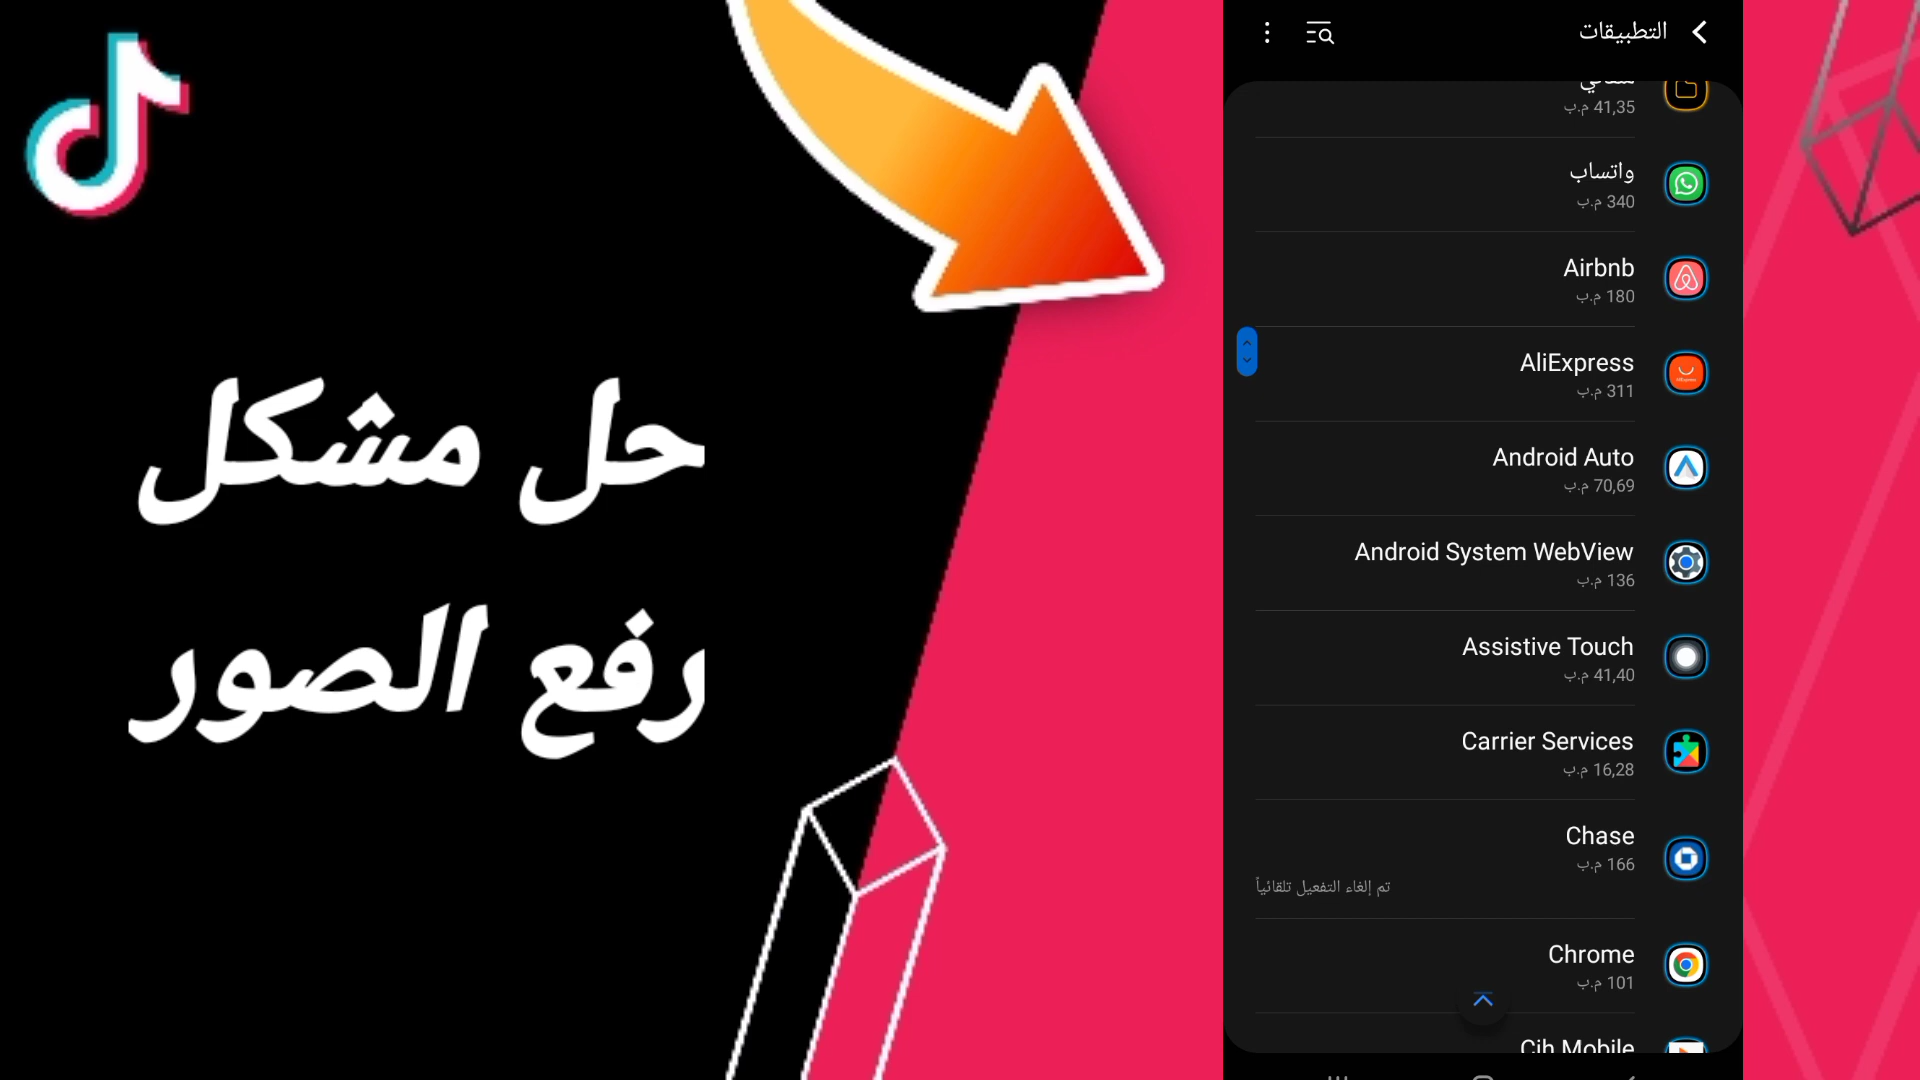 حل مشكل
رفع الصور
التطبيقات
41,35 م.ب
واتساب
340 م.ب
Airbnb
180 م.ب
AliExpress
311 م.ب
Android Auto
70,69 م.ب
Android System WebView
136 م.ب
Assistive Touch
41,40 م.ب
Carrier Services
16,28 م.ب
Chase
166 م.ب
تم إلغاء التفعيل تلقائياً
Chrome
101 م.ب
Cih Mobile